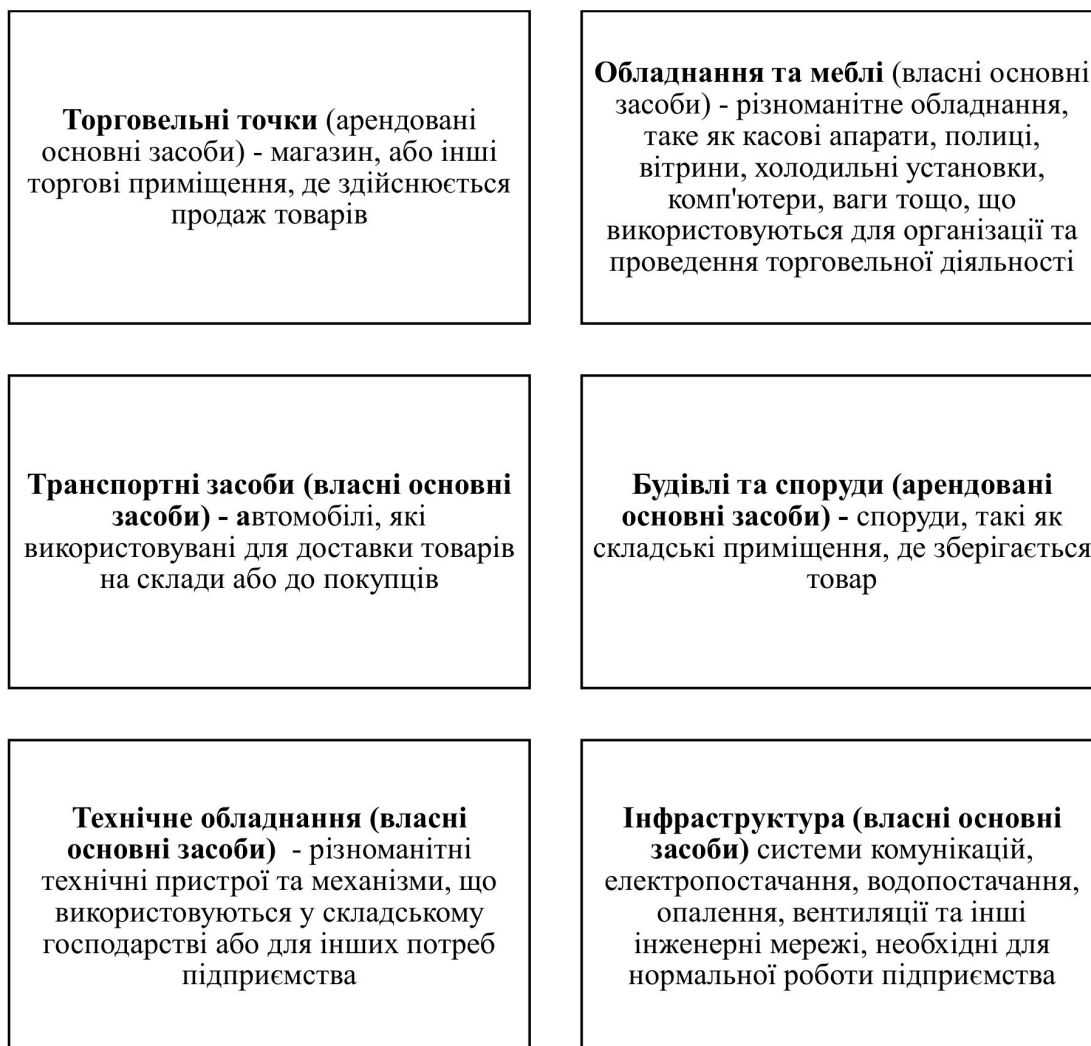 Торговельні точки (арендовані
основні засоби) - магазин, або інші
торгові приміщення, де здійснюється
продаж товарів
Обладнання та меблі (власні основні
засоби) - різноманітне обладнання,
таке як касові апарати, полиці,
вітрини, холодильні установки,
комп'ютери, ваги тощо, що
використовуються для організації та
проведення торговельної діяльності
Транспортні засоби (власні основні
засоби) - автомобілі, які
використовувані для доставки товарів
на склади або до покупців
Будівлі та споруди (арендовані
основні засоби) - споруди, такі як
складські приміщення, де зберігається
товар
Технічне обладнання (власні
основні засоби) - різноманітні
технічні пристрої та механізми, що
використовуються у складському
господарстві або для інших потреб
підприємства
Інфраструктура (власні основні
засоби) системи комунікацій,
електропостачання, водопостачання,
опалення, вентиляції та інші
інженерні мережі, необхідні для
нормальної роботи підприємства